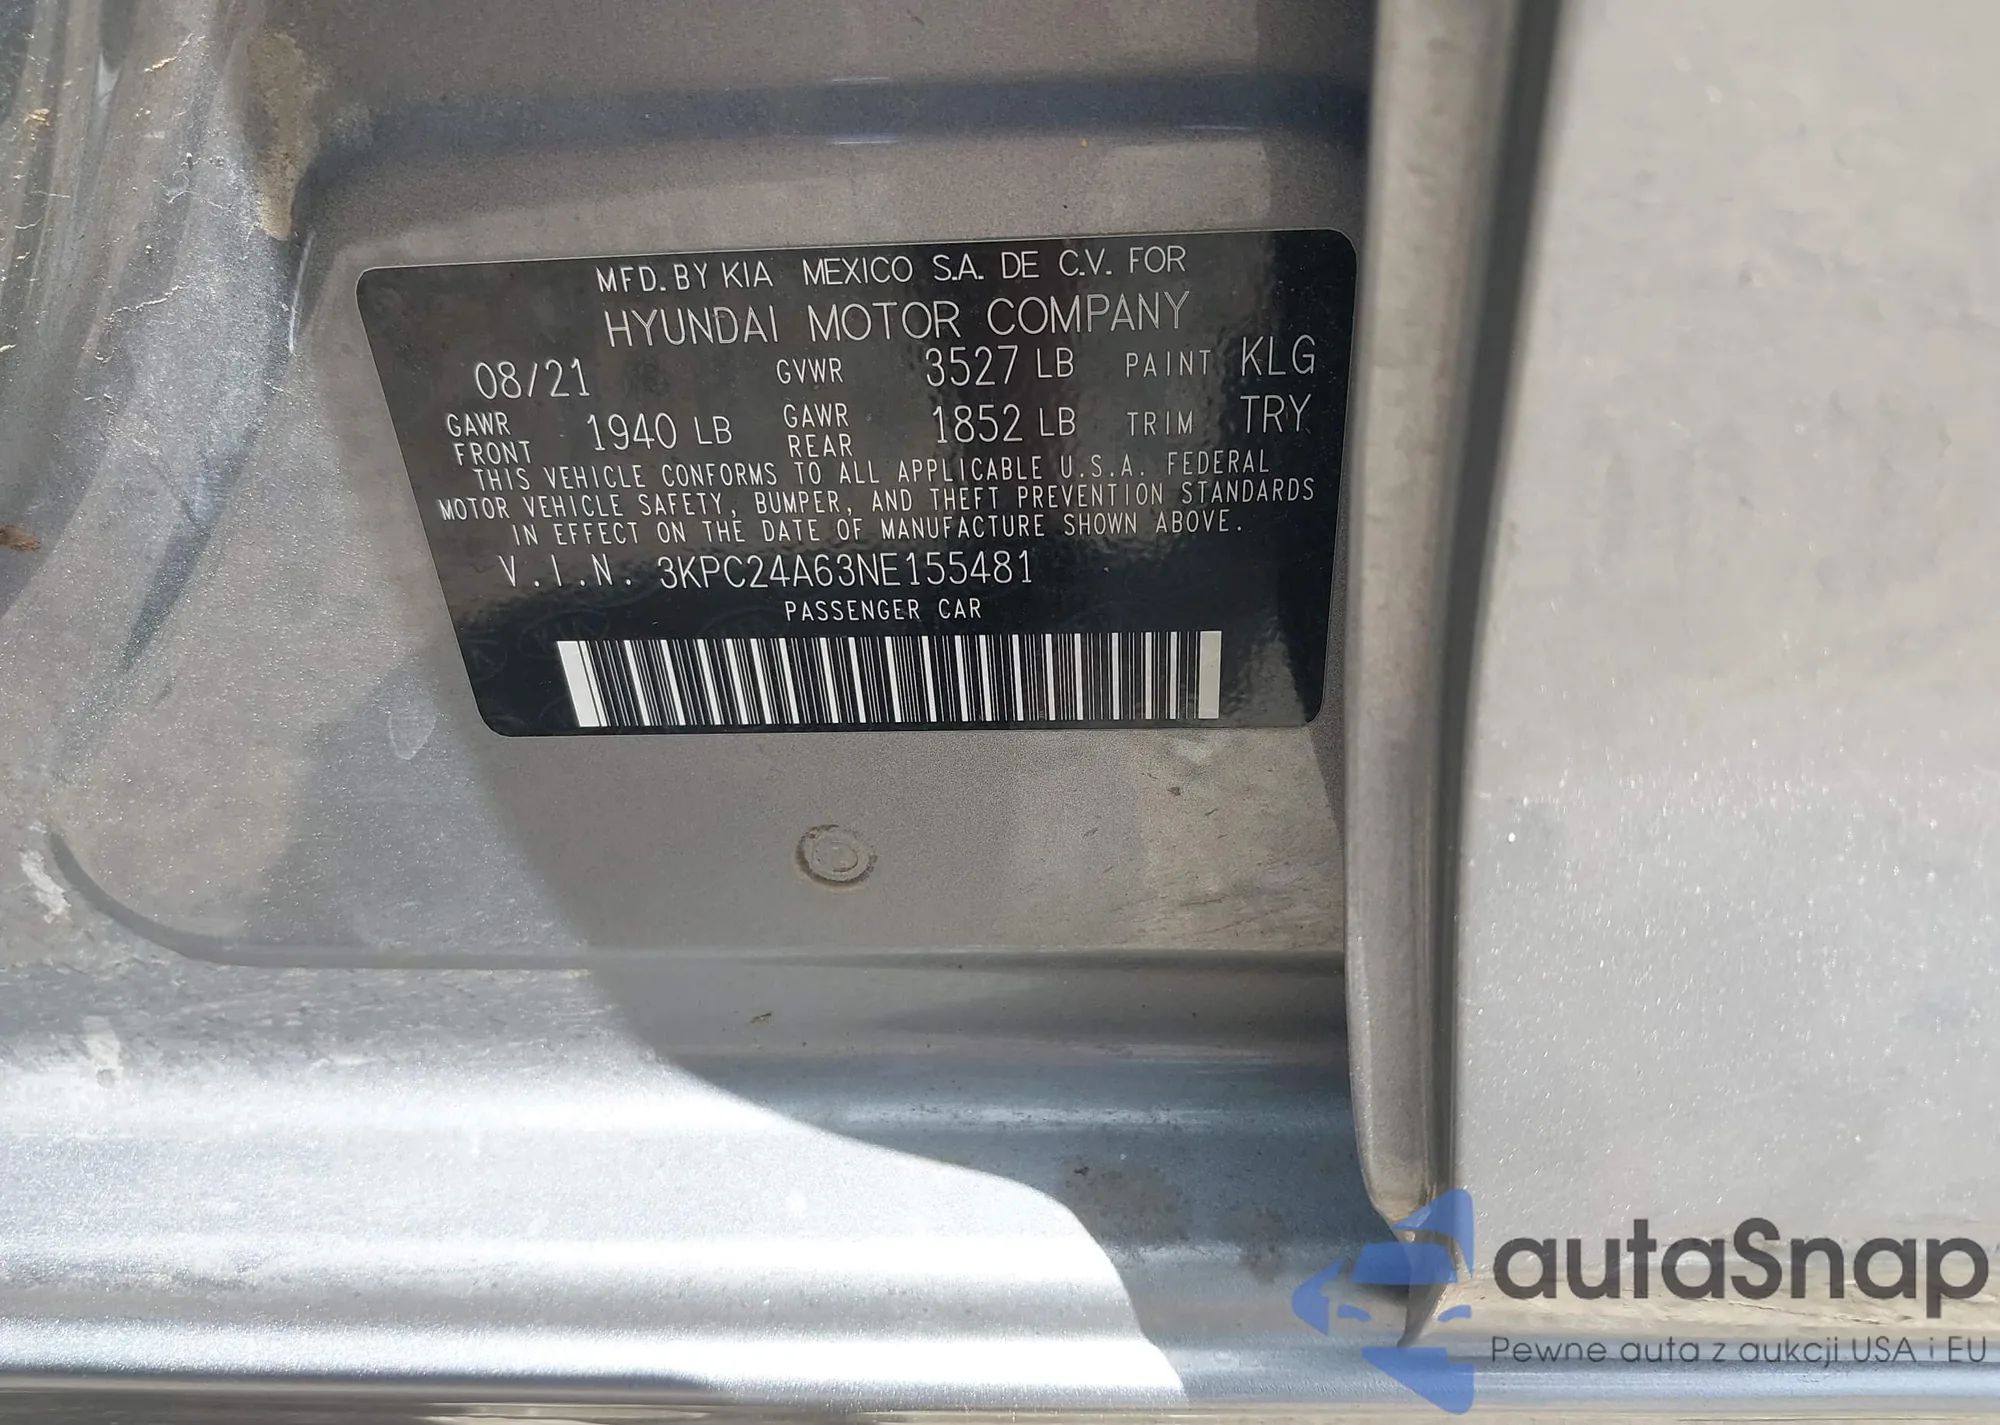 MFD. BY KIA MEXICO S.A. DE C.V. FOR
HYUNDAI MOTOR COMPANY
08/21 GVWR 3527 LB PAINT KLG
GAWR FRONT 1940 LB GAWR REAR 1852 LB TRIM TRY
THIS VEHICLE CONFORMS TO ALL APPLICABLE U.S.A. FEDERAL
MOTOR VEHICLE SAFETY, BUMPER, AND THEFT PREVENTION STANDARDS
IN EFFECT ON THE DATE OF MANUFACTURE SHOWN ABOVE.
V.I.N. 3KPC24A63NE155481
PASSENGER CAR
autaSnap
Pewne auta z aukcji USA i EU